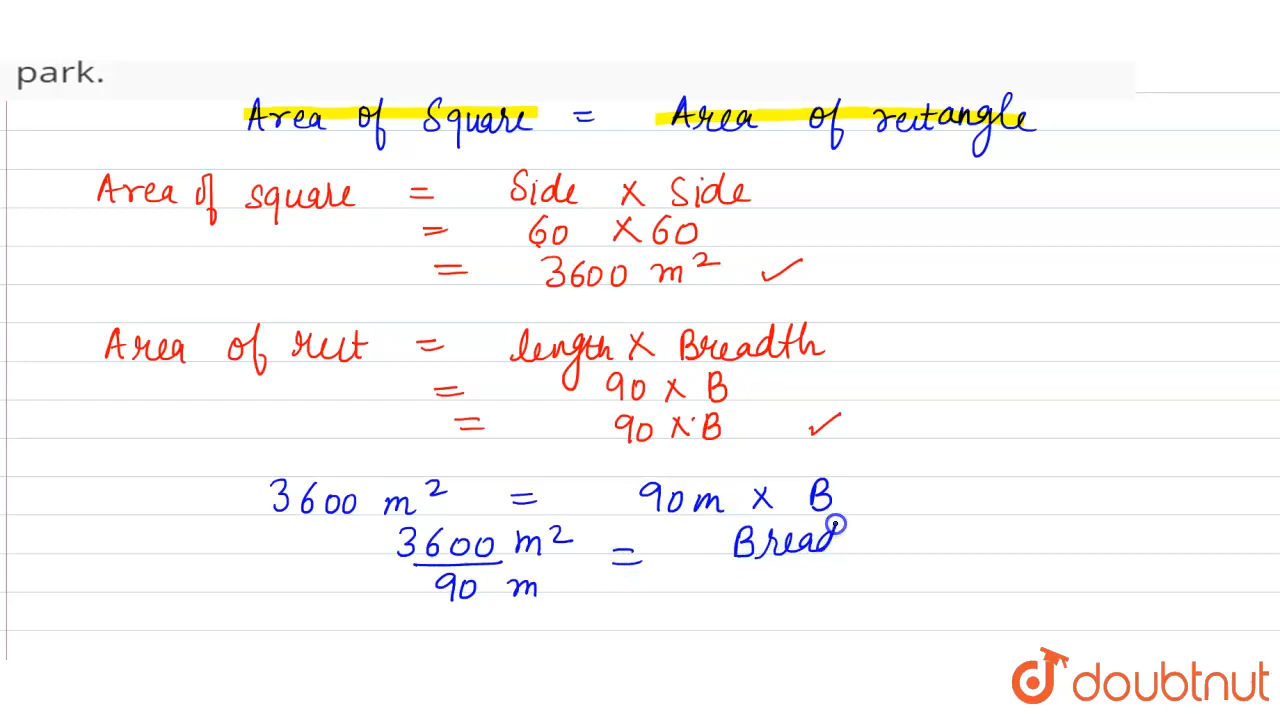 park.
Area of Square = Area of rectangle
Area of square = Side × Side
= 60 × 60
= 3600 m²
Area of rect = length × Breadth
= 90 × B
= 90 × B
3600 m² = 90m × B
3600 m² = Bread
90 m
doubtnut